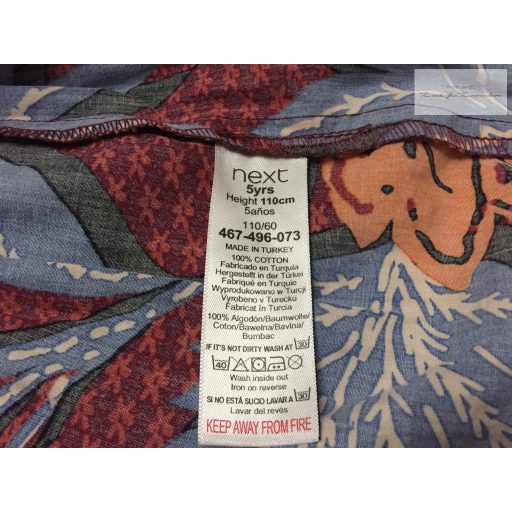 next
5yrs
Height 110cm
5años
110/60
467-496-073
MADE IN TURKEY
100% COTTON
Fabricado en Turquía
Hergestellt in der Türkei
Fabriqué en Turquie
Wyprodukowano w Turcji
Vyrobeno v Turecku
Fabricat în Turcia
100% Algodón/Baumwolle/
Coton/Bawełna/Bavlna/
Bumbac
IF IT'S NOT DIRTY WASH AT 30
40
Wash inside out
Iron on reverse
SI NO ESTÁ SUCIO LAVAR A 30
Lavar del revés
KEEP AWAY FROM FIRE